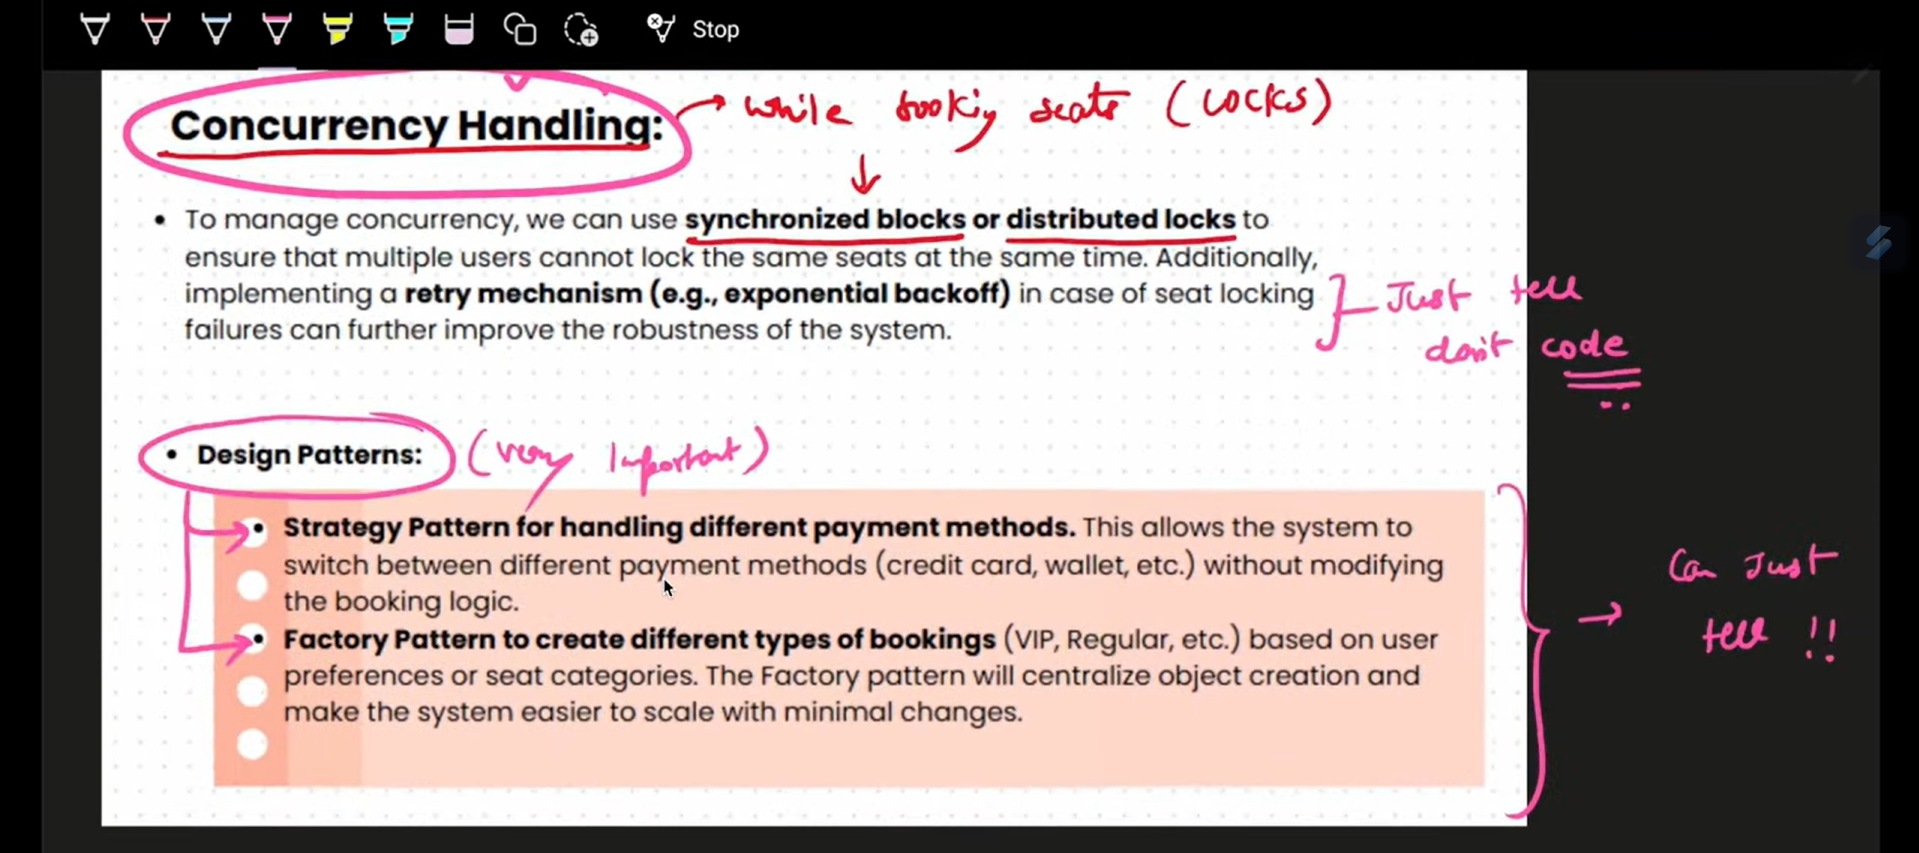 Stop
Concurrency Handling:
while booking seats (LOCKS)
• To manage concurrency, we can use synchronized blocks or distributed locks to
ensure that multiple users cannot lock the same seats at the same time. Additionally,
implementing a retry mechanism (e.g., exponential backoff) in case of seat locking
failures can further improve the robustness of the system.
Just tell
don't code
• Design Patterns:
(very Important)
• Strategy Pattern for handling different payment methods. This allows the system to
switch between different payment methods (credit card, wallet, etc.) without modifying
the booking logic.
• Factory Pattern to create different types of bookings (VIP, Regular, etc.) based on user
preferences or seat categories. The Factory pattern will centralize object creation and
make the system easier to scale with minimal changes.
Can Just
tell !!